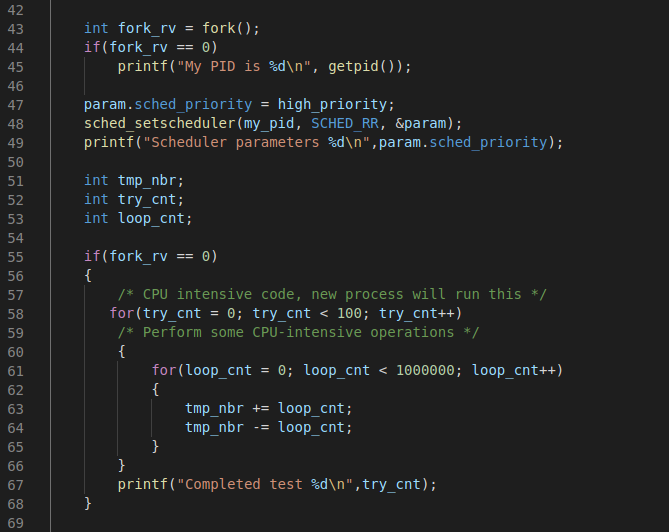 42
43 int fork_rv = fork();
44 if(fork_rv == 0)
45 printf("My PID is %d\n", getpid());
46
47 param.sched_priority = high_priority;
48 sched_setscheduler(my_pid, SCHED_RR, &param);
49 printf("Scheduler parameters %d\n",param.sched_priority);
50
51 int tmp_nbr;
52 int try_cnt;
53 int loop_cnt;
54
55 if(fork_rv == 0)
56 {
57 /* CPU intensive code, new process will run this */
58 for(try_cnt = 0; try_cnt < 100; try_cnt++)
59 /* Perform some CPU-intensive operations */
60 {
61 for(loop_cnt = 0; loop_cnt < 1000000; loop_cnt++)
62 {
63 tmp_nbr += loop_cnt;
64 tmp_nbr -= loop_cnt;
65 }
66 }
67 printf("Completed test %d\n",try_cnt);
68 }
69